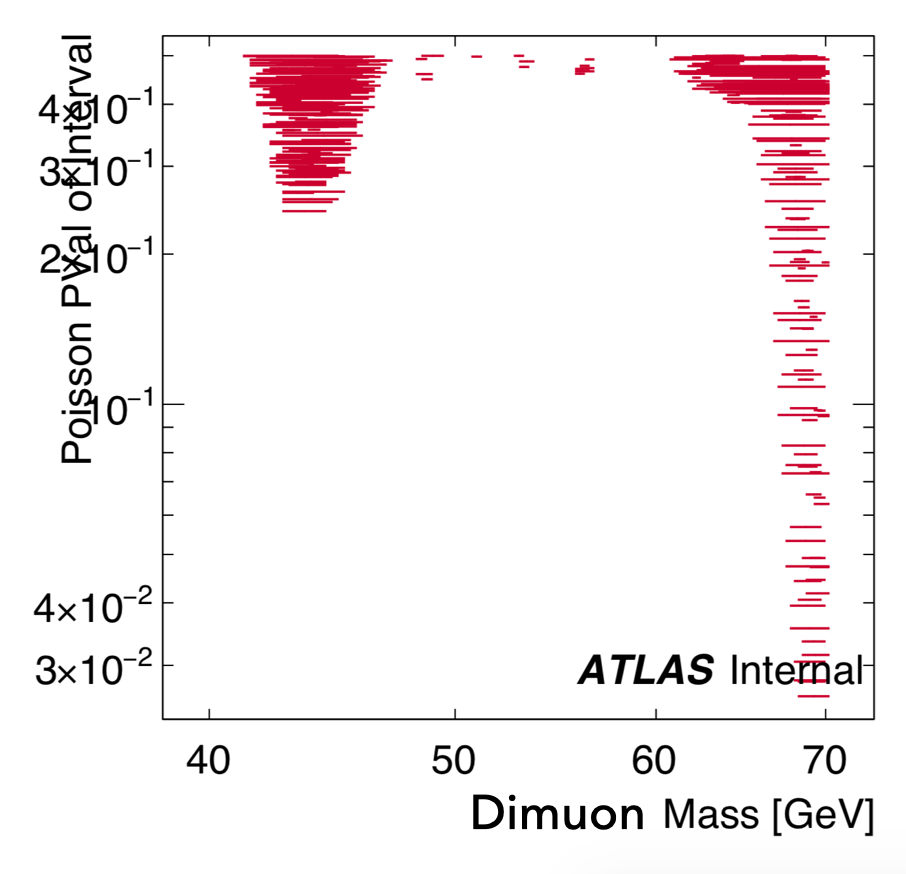 Poisson PVal of Interval
4×10⁻¹
3×10⁻¹
2×10⁻¹
10⁻¹
4×10⁻²
3×10⁻²
ATLAS Internal
40 50 60 70
Dimuon Mass [GeV]